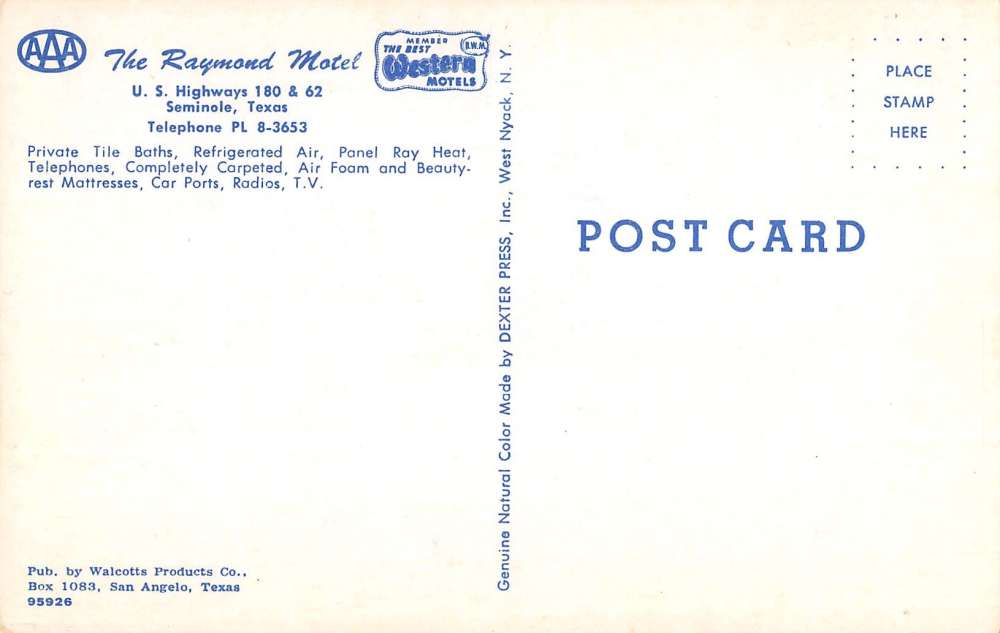 AAA
The Raymond Motel
MEMBER
THE BEST
B.W.M.
Western
MOTELS
U. S. Highways 180 & 62
Seminole, Texas
Telephone PL 8-3653
Private Tile Baths, Refrigerated Air, Panel Ray Heat,
Telephones, Completely Carpeted, Air Foam and Beauty-
rest Mattresses, Car Ports, Radios, T.V.
Pub. by Walcotts Products Co.,
Box 1083, San Angelo, Texas
95926
Genuine Natural Color Made by DEXTER PRESS, Inc., West Nyack, N. Y.
PLACE
STAMP
HERE
POST CARD